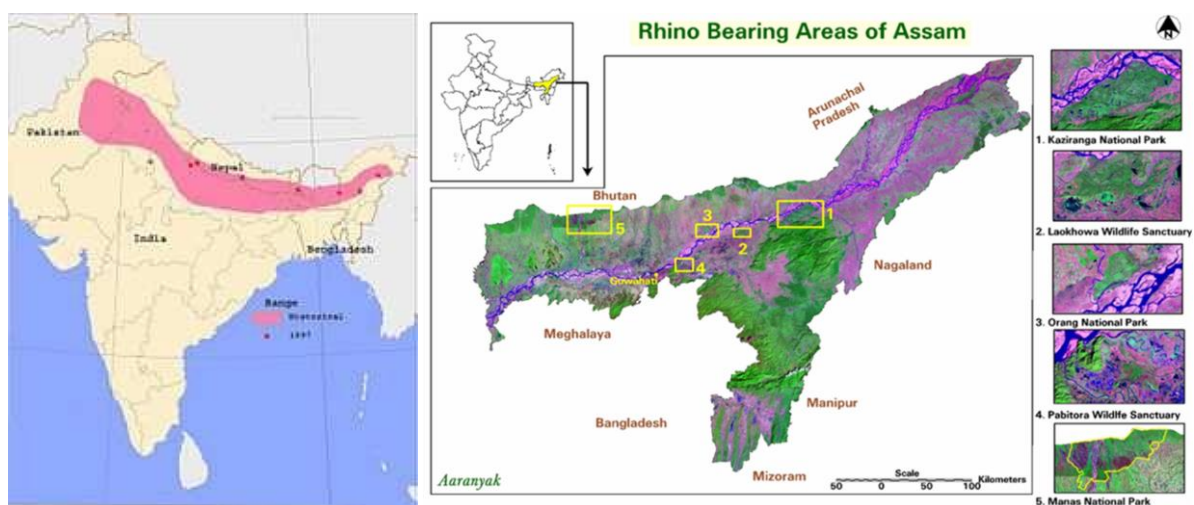 Pakistan
Nepal
India
Bangladesh
Range
Historical
1997
Rhino Bearing Areas of Assam
N
Arunachal
Pradesh
Bhutan
1
3
2
5
4
Guwahati
Nagaland
Meghalaya
Manipur
Bangladesh
Mizoram
Aaranyak
Scale
50 0 50 100 Kilometers
1. Kaziranga National Park
2. Laokhowa Wildlife Sanctuary
3. Orang National Park
4. Pabitora Wildlfe Sanctuary
5. Manas National Park